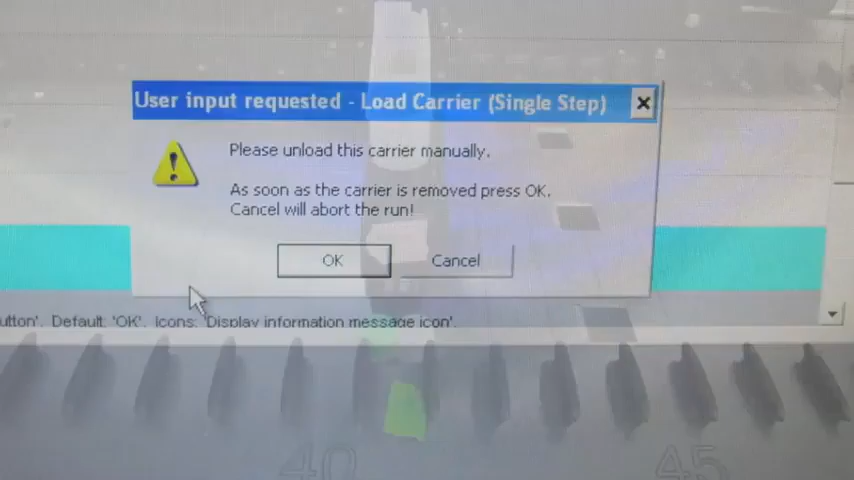 User input requested - Load Carrier (Single Step)
Please unload this carrier manually.
As soon as the carrier is removed press OK.
Cancel will abort the run!
OK Cancel
utton'. Default: 'OK'. Icons: 'Display information message icon'.
40 45